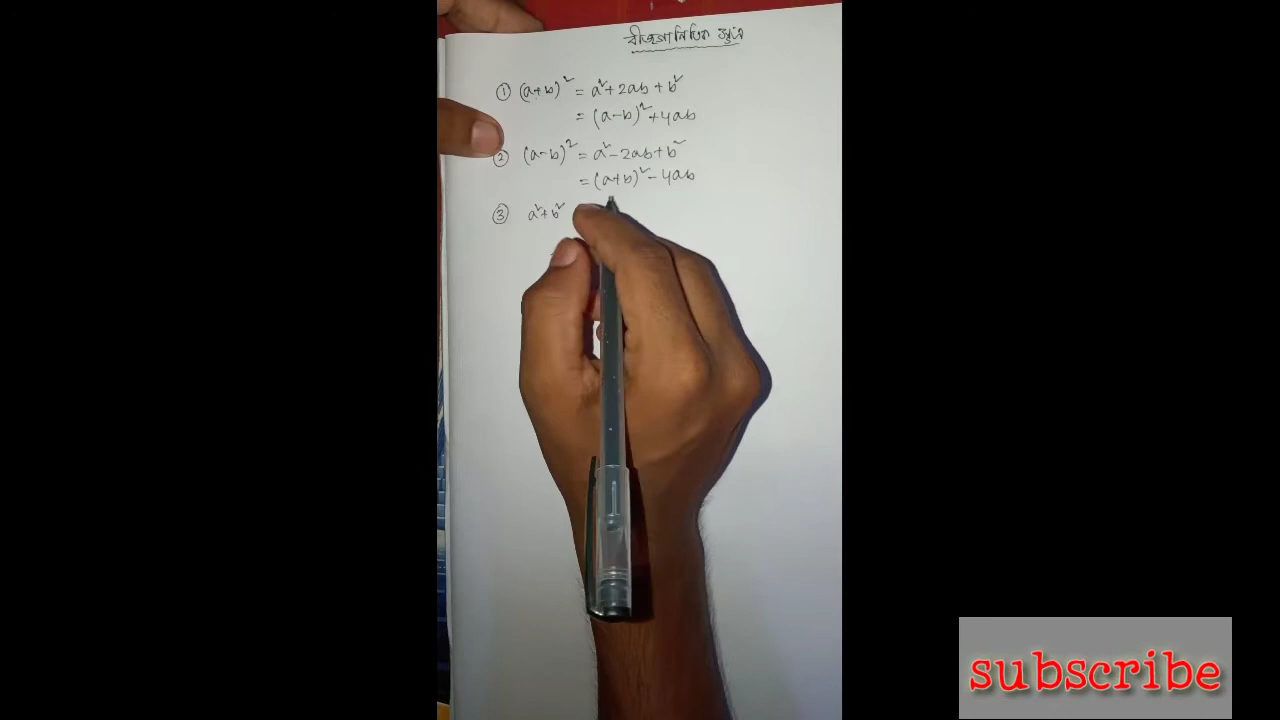 বীজগানিতিক সুত্র
① (a+b)² = a²+2ab+b²
= (a-b)²+4ab
② (a-b)² = a²-2ab+b²
= (a+b)²-4ab
③ a²+b²
subscribe